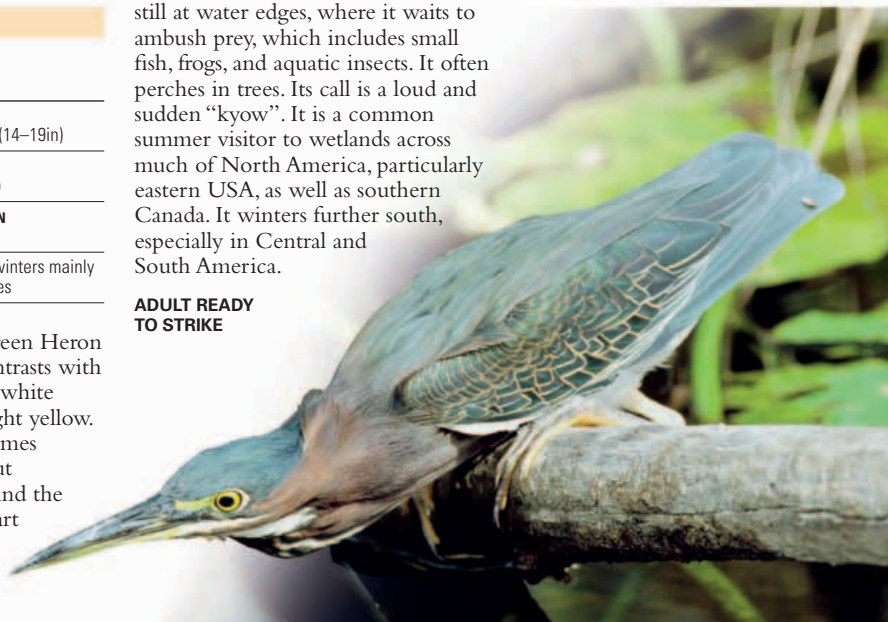 (14–19in)
)
N
winters mainly
es
een Heron
ntrasts with
white
ght yellow.
mes
ut
nd the
art
still at water edges, where it waits to
ambush prey, which includes small
fish, frogs, and aquatic insects. It often
perches in trees. Its call is a loud and
sudden “kyow”. It is a common
summer visitor to wetlands across
much of North America, particularly
eastern USA, as well as southern
Canada. It winters further south,
especially in Central and
South America.
ADULT READY
TO STRIKE